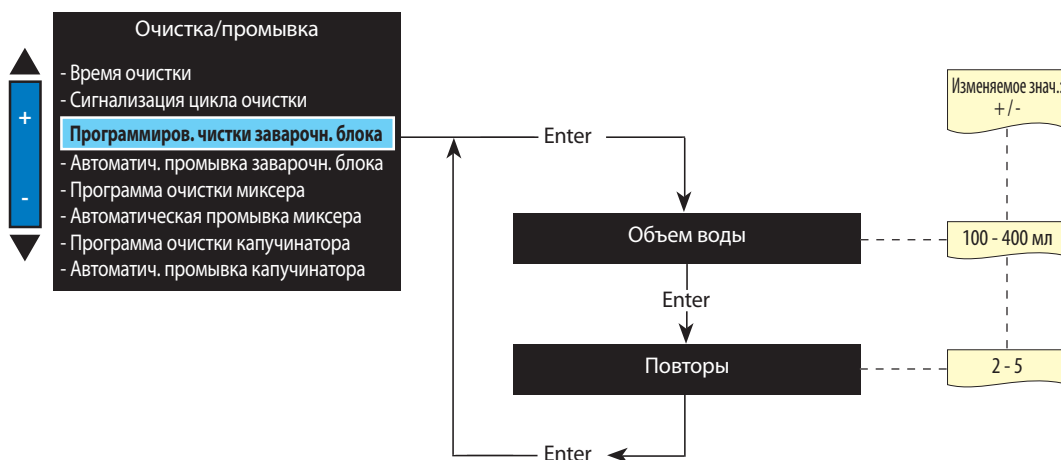 Очистка/промывка
- Время очистки
- Сигнализация цикла очистки
Программиров. чистки заварочн. блока
- Автоматич. промывка заварочн. блока
- Программа очистки миксера
- Автоматическая промывка миксера
- Программа очистки капучинатора
- Автоматич. промывка капучинатора
+
-
Enter
Изменяемое знач.:
+ / -
Объем воды
100 - 400 мл
Enter
Повторы
2 - 5
Enter